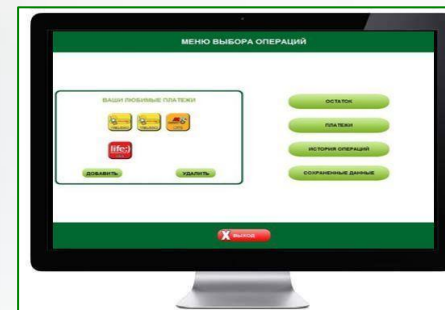 МЕНЮ ВЫБОРА ОПЕРАЦИЙ
ВАШИ ЛЮБИМЫЕ ПЛАТЕЖИ
life:)
ДОБАВИТЬ
УДАЛИТЬ
ОСТАТОК
ПЛАТЕЖИ
ИСТОРИЯ ОПЕРАЦИЙ
СОХРАНЕННЫЕ ДАННЫЕ
X ВЫХОД